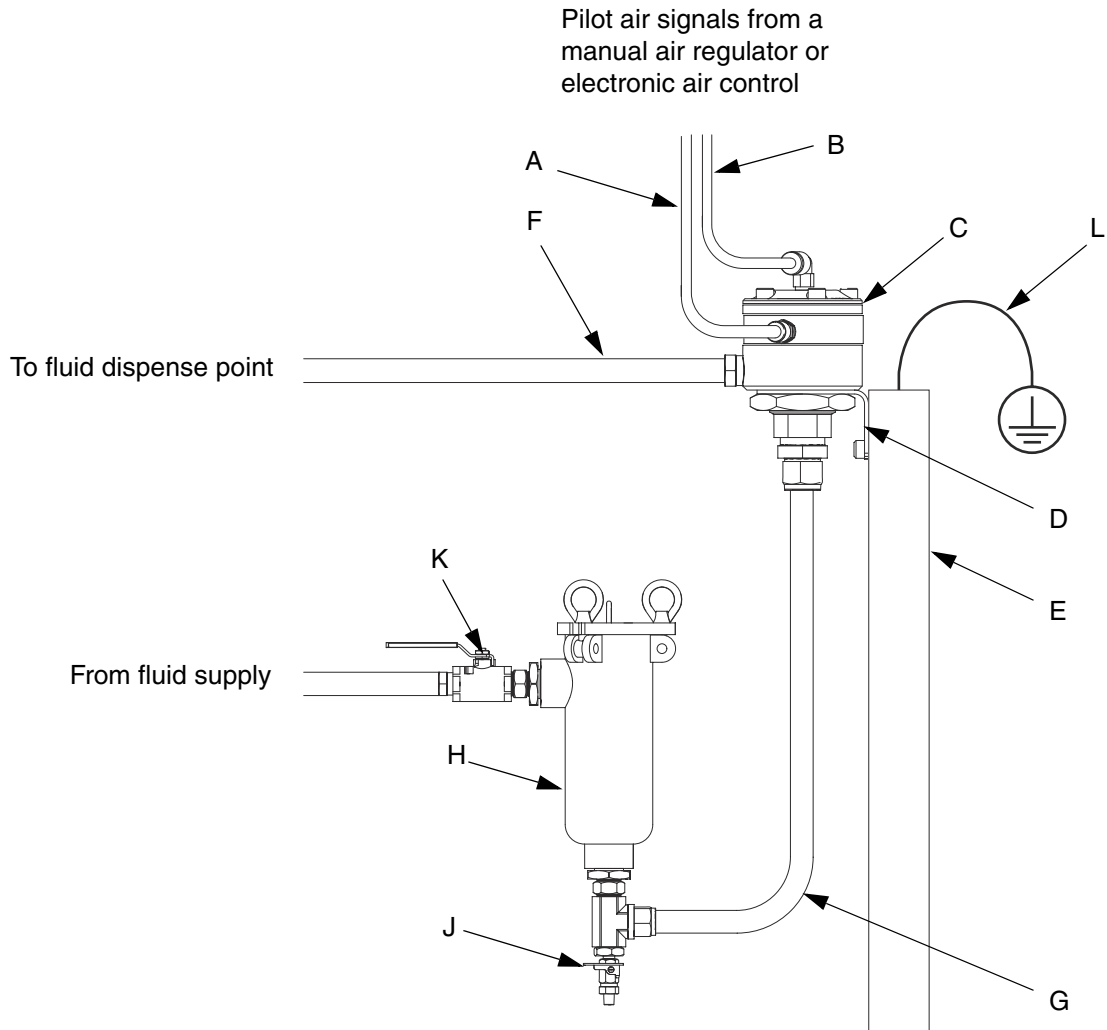 Pilot air signals from a
manual air regulator or
electronic air control
A
B
F
C
L
To fluid dispense point
D
K
E
From fluid supply
H
J
G